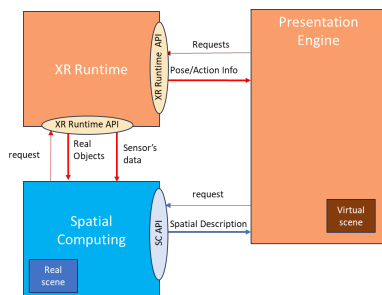 Presentation
Engine
XR Runtime
XR Runtime API
Requests
Pose/Action Info
XR Runtime API
request
Real
Objects
Sensor's
data
request
Spatial
Computing
SC API
Spatial Description
Virtual
scene
Real
scene